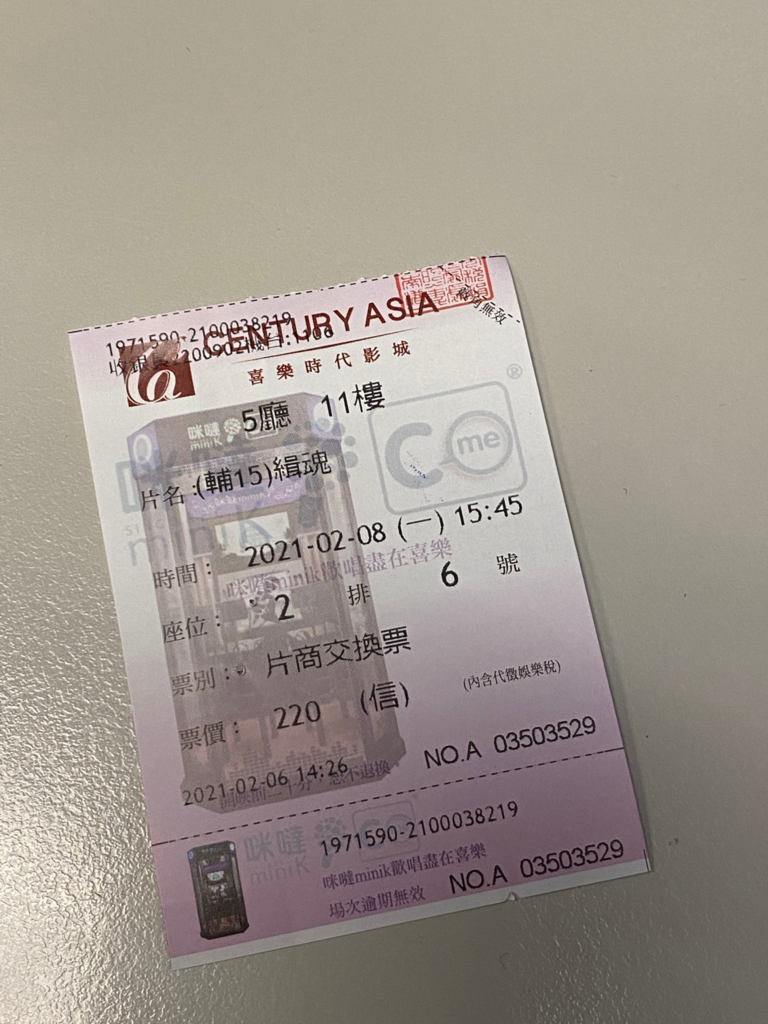 1971590-2100038219
CENTURY ASIA
喜樂時代影城
5廳 11樓
咪噠
minik
come
®
片名:(輔15)緝魂
時間: 2021-02-08 (一) 15:45
咪噠minik歡唱盡在喜樂
座位: 2 排 6 號
票別: 片商交換票
(內含代徵娛樂稅)
票價: 220 (信)
NO.A 03503529
2021-02-06 14:26
1971590-2100038219
咪噠
minik
咪噠minik歡唱盡在喜樂
場次逾期無效 NO.A 03503529